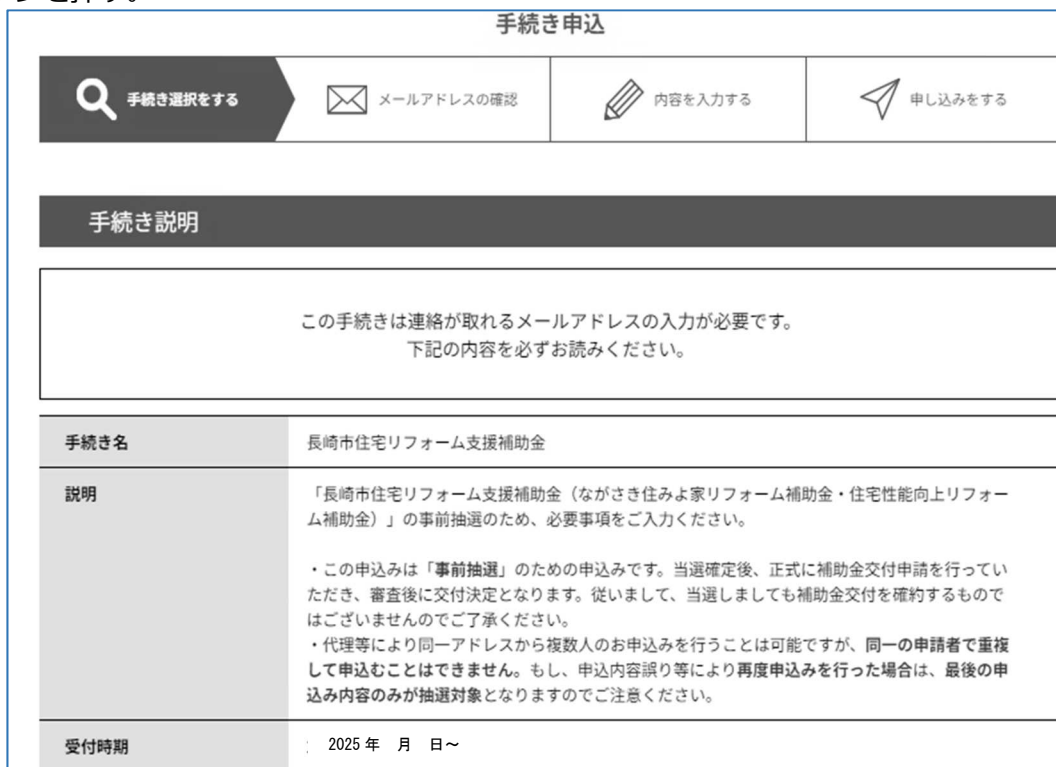 手続き申込
手続き選択をする
メールアドレスの確認
内容を入力する
申し込みをする
手続き説明
この手続きは連絡が取れるメールアドレスの入力が必要です。
下記の内容を必ずお読みください。
手続き名
長崎市住宅リフォーム支援補助金
説明
「長崎市住宅リフォーム支援補助金（ながさき住みよ家リフォーム補助金・住宅性能向上リフォー
ム補助金）」の事前抽選のため、必要事項をご入力ください。
・この申込みは「事前抽選」のための申込みです。当選確定後、正式に補助金交付申請を行ってい
ただき、審査後に交付決定となります。従いまして、当選しましても補助金交付を確約するもので
はございませんのでご了承ください。
・代理等により同一アドレスから複数人のお申込みを行うことは可能ですが、同一の申請者で重複
して申込むことはできません。もし、申込内容誤り等により再度申込みを行った場合は、最後の申
込み内容のみが抽選対象となりますのでご注意ください。
受付時期
2025 年　月　日～